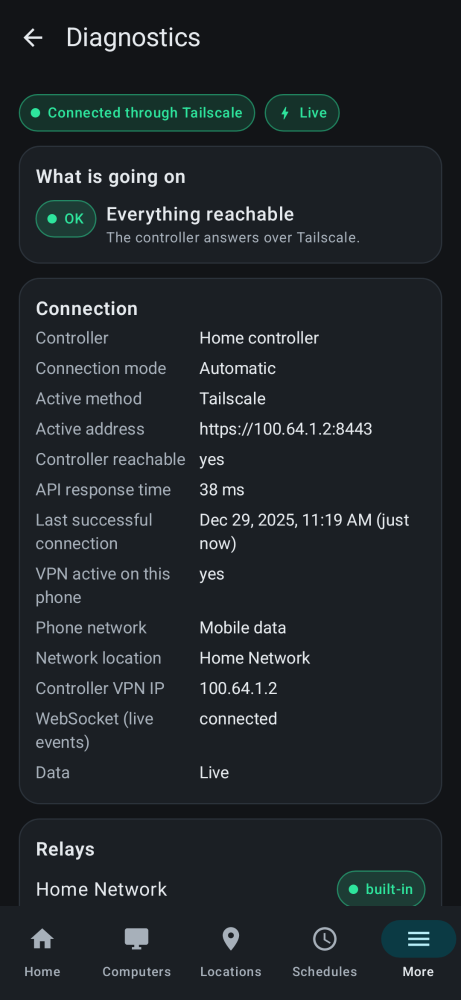 Diagnostics
Connected through Tailscale
Live
What is going on
OK
Everything reachable
The controller answers over Tailscale.
Connection
Controller Home controller
Connection mode Automatic
Active method Tailscale
Active address https://100.64.1.2:8443
Controller reachable yes
API response time 38 ms
Last successful connection Dec 29, 2025, 11:19 AM (just now)
VPN active on this phone yes
Phone network Mobile data
Network location Home Network
Controller VPN IP 100.64.1.2
WebSocket (live events) connected
Data Live
Relays
Home Network built-in
Home Computers Locations Schedules More